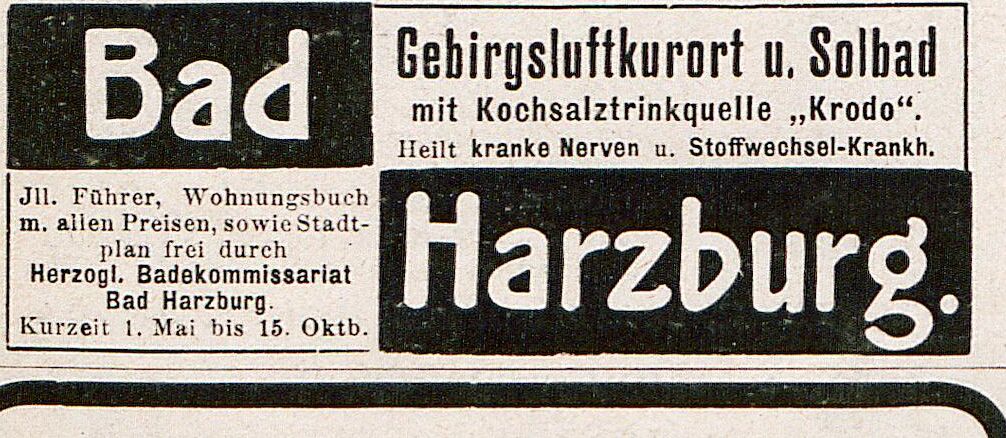 Bad
Gebirgsluftkurort u. Solbad
mit Kochsalztrinkquelle „Krodo“.
Heilt kranke Nerven u. Stoffwechsel-Krankh.
Jll. Führer, Wohnungsbuch
m. allen Preisen, sowie Stadt-
plan frei durch
Herzogl. Badekommissariat
Bad Harzburg.
Kurzeit 1. Mai bis 15. Oktb.
Harzburg.